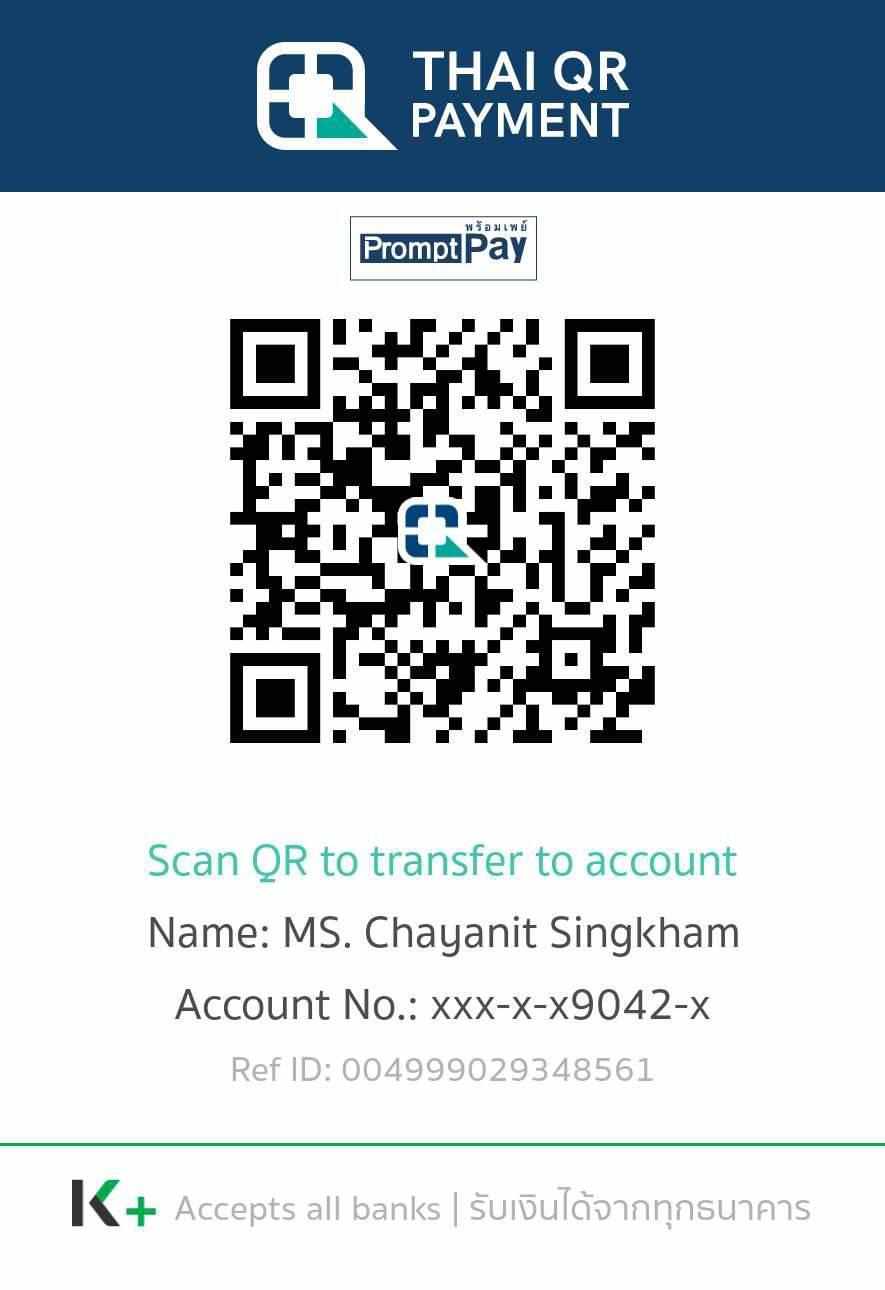 THAI QR
PAYMENT
พร้อมเพย์
PromptPay
Scan QR to transfer to account
Name: MS. Chayanit Singkham
Account No.: xxx-x-x9042-x
Ref ID: 004999029348561
K+ Accepts all banks | รับเงินได้จากทุกธนาคาร